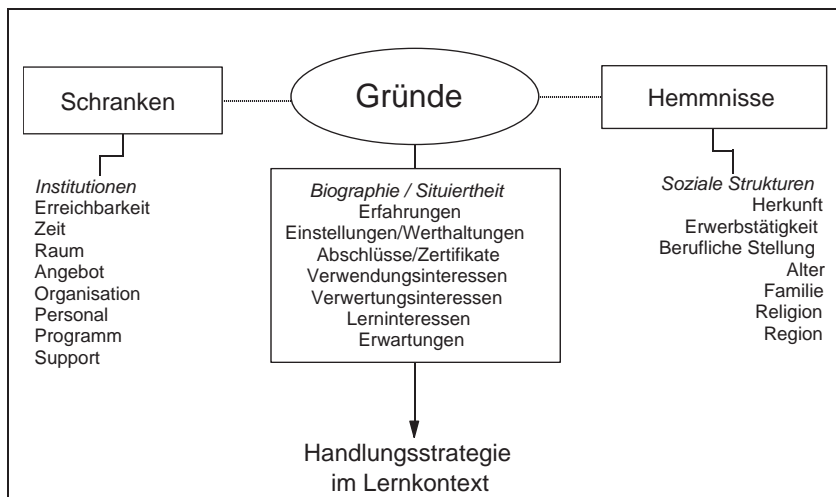 Schranken
Gründe
Hemmnisse
Institutionen
Erreichbarkeit
Zeit
Raum
Angebot
Organisation
Personal
Programm
Support
Biographie / Situiertheit
Erfahrungen
Einstellungen/Werthaltungen
Abschlüsse/Zertifikate
Verwendungsinteressen
Verwertungsinteressen
Lerninteressen
Erwartungen
Soziale Strukturen
Herkunft
Erwerbstätigkeit
Berufliche Stellung
Alter
Familie
Religion
Region
Handlungsstrategie
im Lernkontext